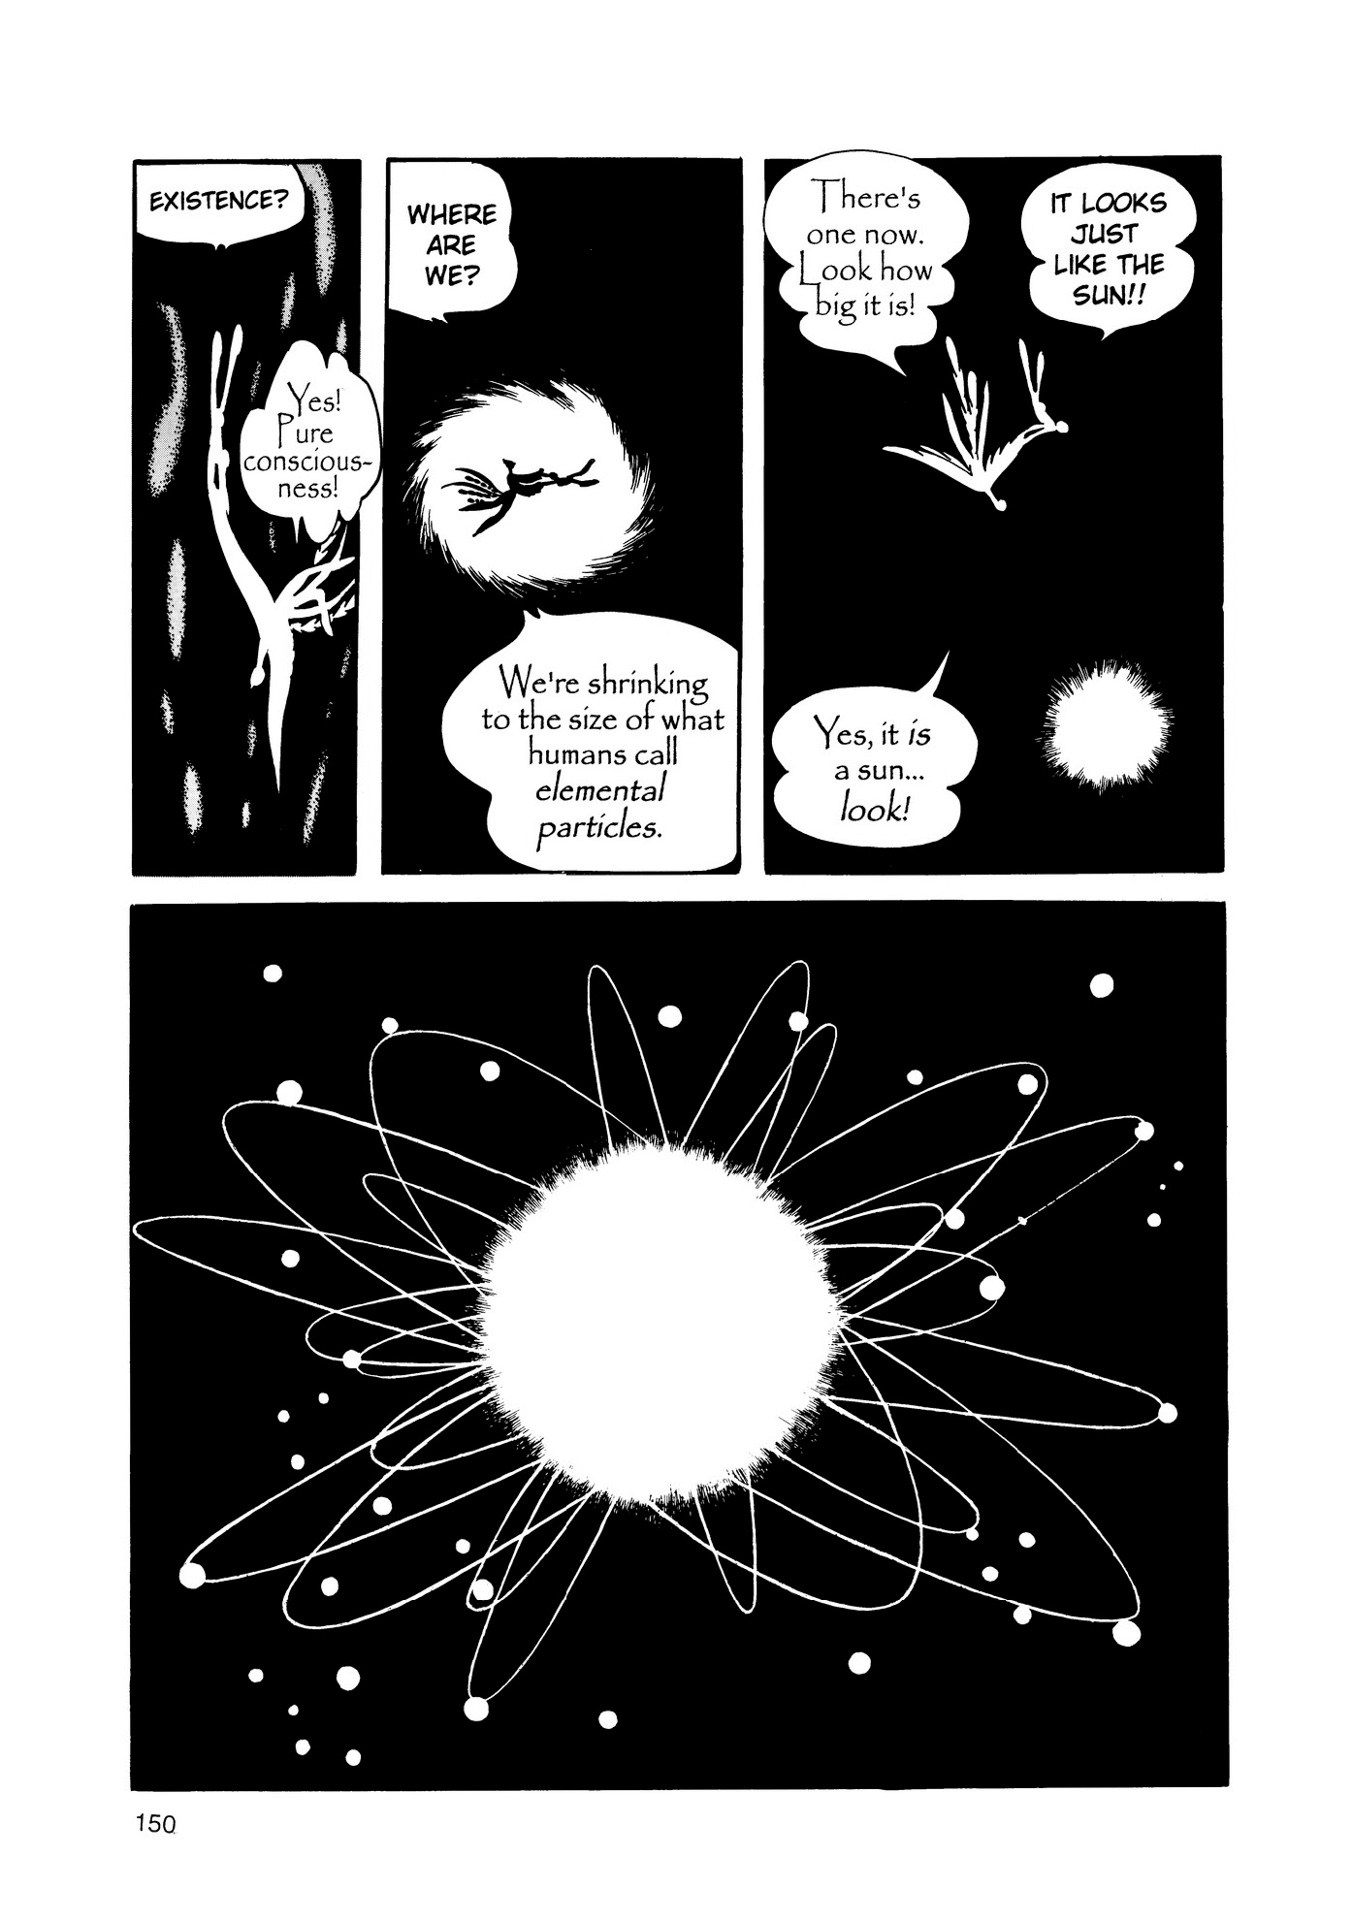 EXISTENCE?
Yes!
Pure
conscious-
ness!
WHERE
ARE
WE?
We're shrinking
to the size of what
humans call
elemental
particles.
There's
one now.
Look how
big it is!
IT LOOKS
JUST
LIKE THE
SUN!!
Yes, it is
a sun...
look!
150